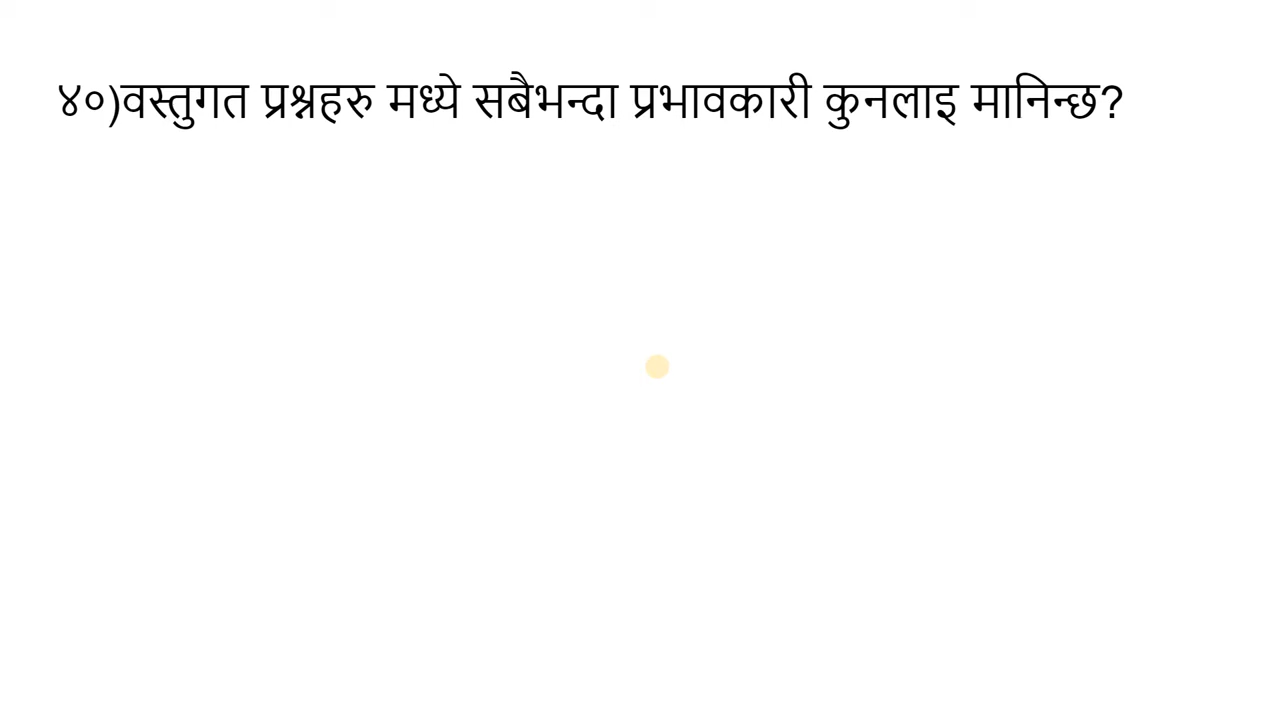 ४०)वस्तुगत प्रश्नहरु मध्ये सबैभन्दा प्रभावकारी कुनलाइ मानिन्छ?